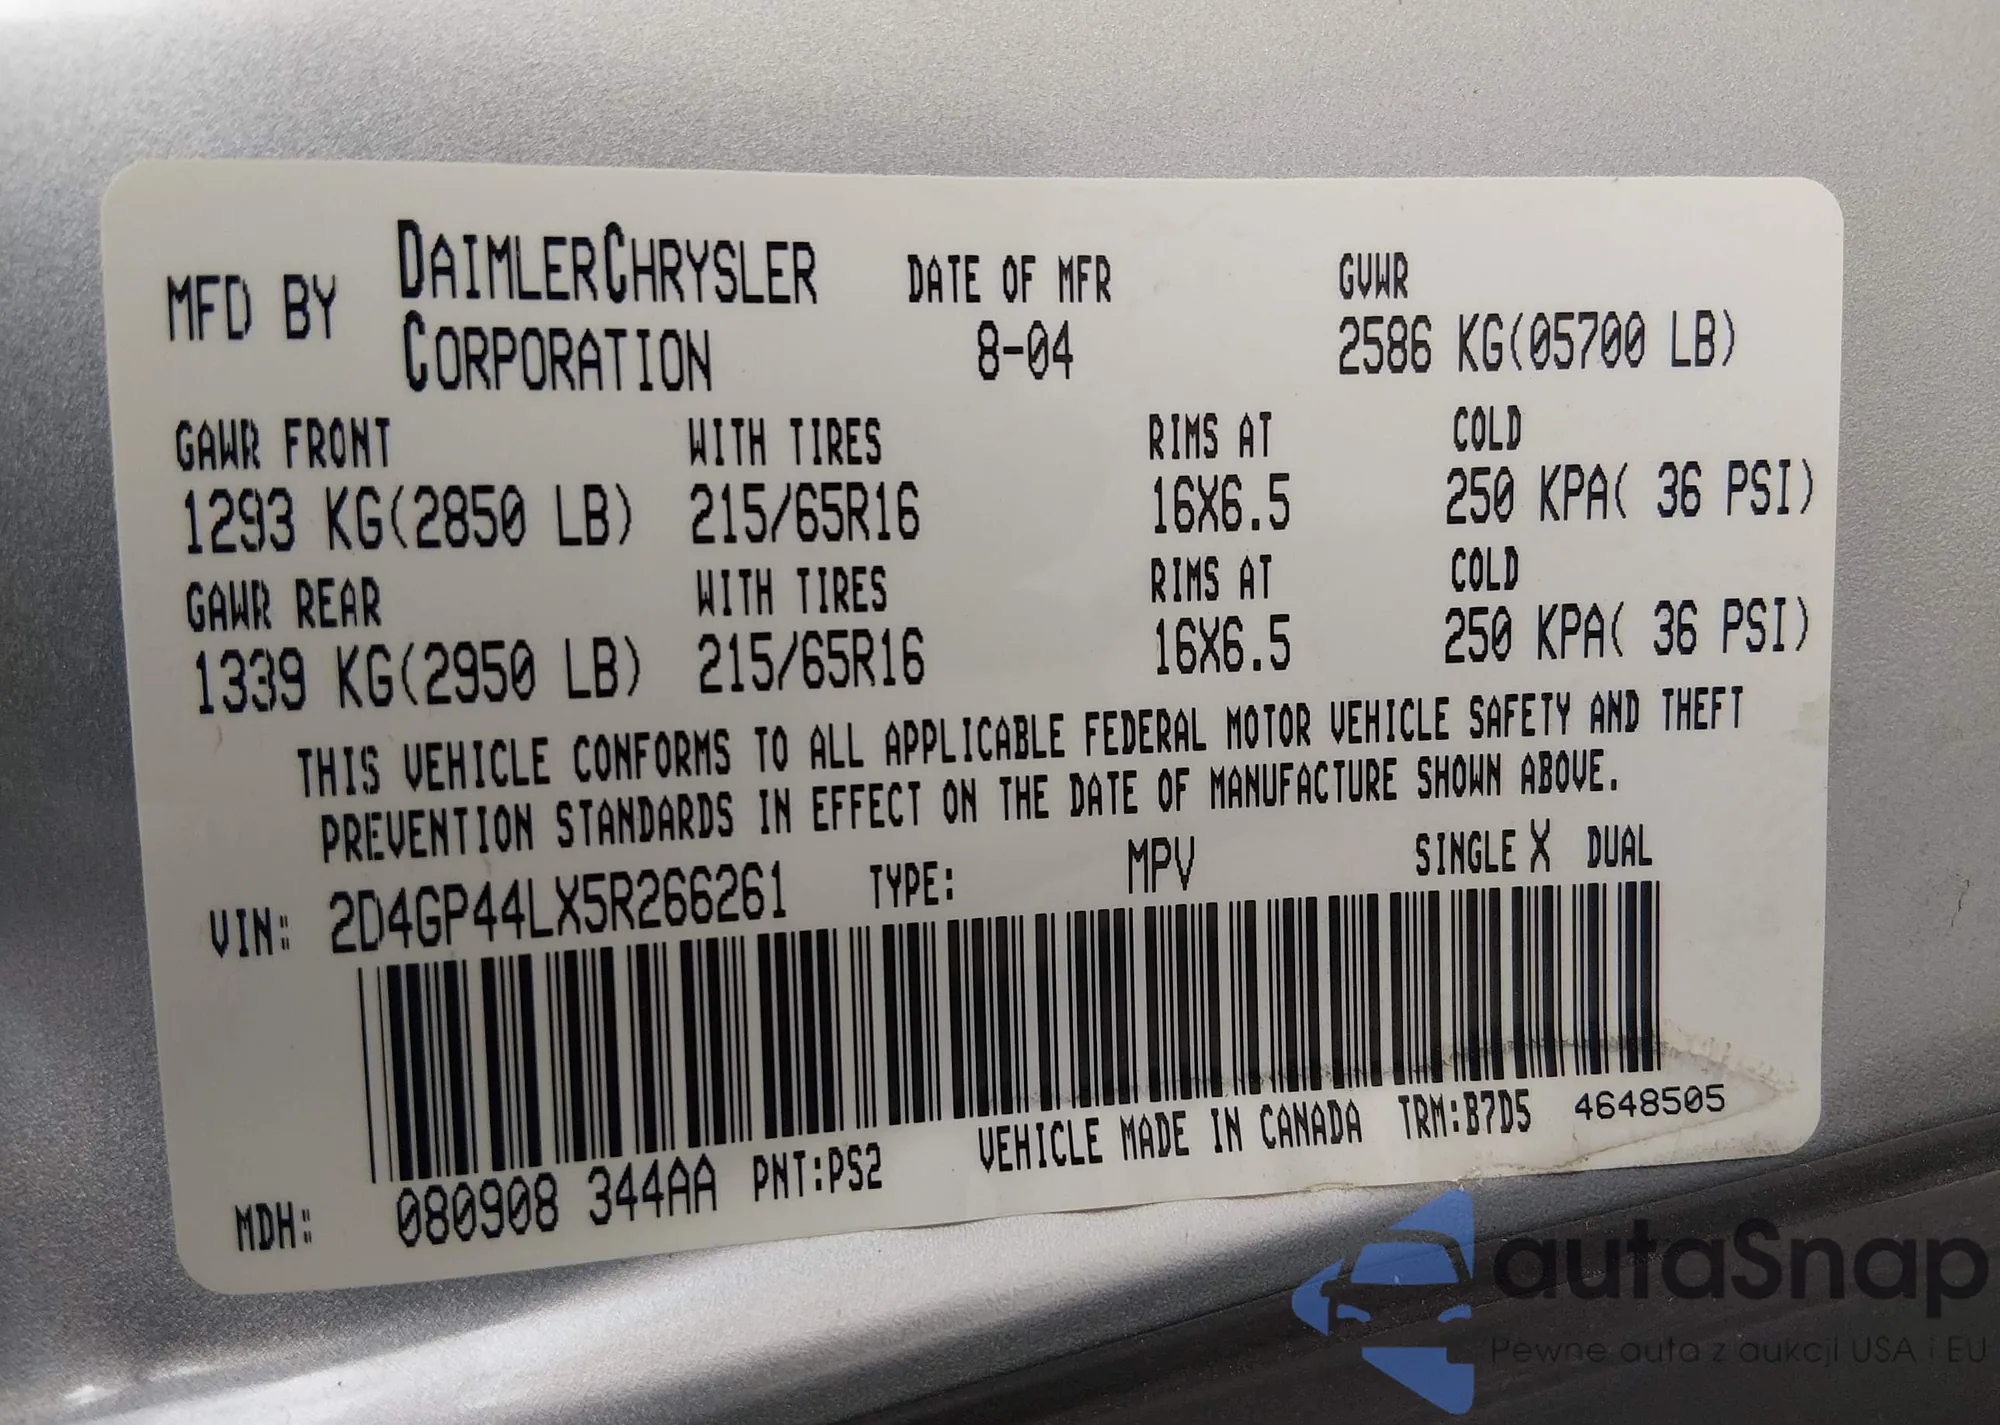 MFD BY DAIMLERCHRYSLER CORPORATION
DATE OF MFR
8-04
GVWR
2586 KG(05700 LB)
GAWR FRONT WITH TIRES RIMS AT COLD
1293 KG(2850 LB) 215/65R16 16X6.5 250 KPA( 36 PSI)
GAWR REAR WITH TIRES RIMS AT COLD
1339 KG(2950 LB) 215/65R16 16X6.5 250 KPA( 36 PSI)
THIS VEHICLE CONFORMS TO ALL APPLICABLE FEDERAL MOTOR VEHICLE SAFETY AND THEFT
PREVENTION STANDARDS IN EFFECT ON THE DATE OF MANUFACTURE SHOWN ABOVE.
VIN: 2D4GP44LX5R266261 TYPE: MPV SINGLE X DUAL
MDH: 080908 344AA PNT:PS2 VEHICLE MADE IN CANADA TRM:B7D5 4648505
autaSnap
Pewne auta z aukcji USA i EU